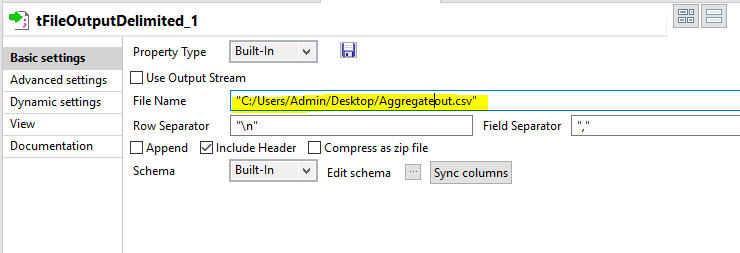 tFileOutputDelimited_1
Basic settings
Advanced settings
Dynamic settings
View
Documentation
Property Type Built-In
Use Output Stream
File Name "C:/Users/Admin/Desktop/Aggregateout.csv"
Row Separator "\n" Field Separator ","
Append Include Header Compress as zip file
Schema Built-In Edit schema ... Sync columns